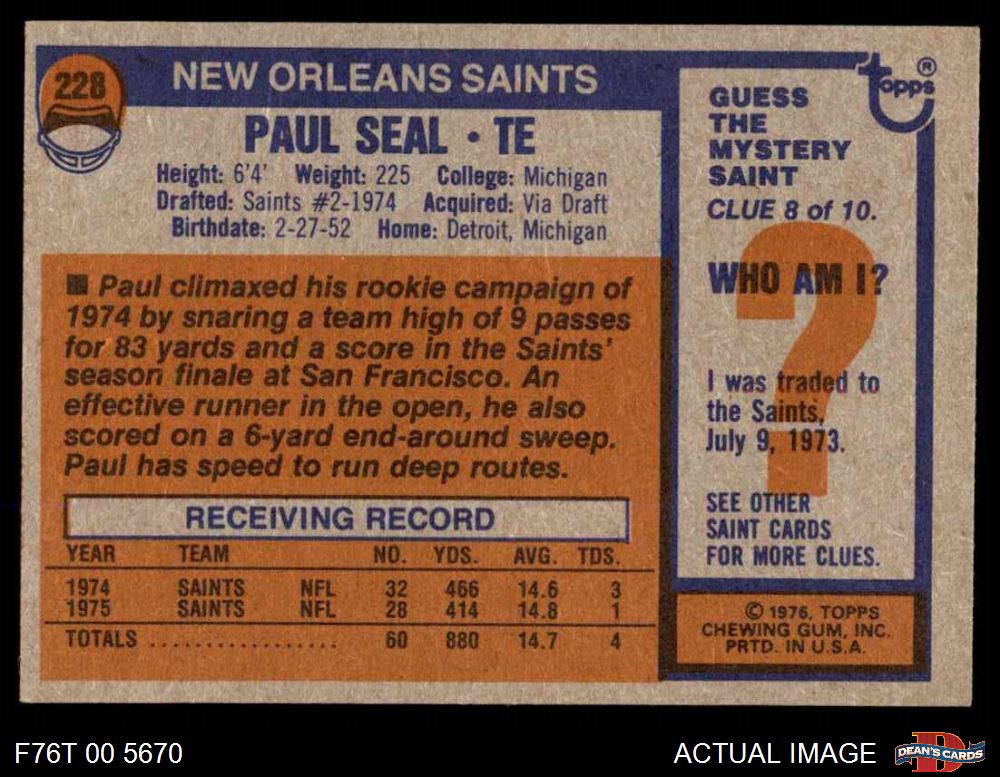 228
NEW ORLEANS SAINTS
PAUL SEAL • TE
Height: 6'4' Weight: 225 College: Michigan
Drafted: Saints #2-1974 Acquired: Via Draft
Birthdate: 2-27-52 Home: Detroit, Michigan
■ Paul climaxed his rookie campaign of
1974 by snaring a team high of 9 passes
for 83 yards and a score in the Saints'
season finale at San Francisco. An
effective runner in the open, he also
scored on a 6-yard end-around sweep.
Paul has speed to run deep routes.
RECEIVING RECORD
YEAR TEAM NO. YDS. AVG. TDS.
1974 SAINTS NFL 32 466 14.6 3
1975 SAINTS NFL 28 414 14.8 1
TOTALS .................. 60 880 14.7 4
topps ®
GUESS
THE
MYSTERY
SAINT
CLUE 8 of 10.
WHO AM I?
?
I was traded to
the Saints,
July 9, 1973.
SEE OTHER
SAINT CARDS
FOR MORE CLUES.
© 1976, TOPPS
CHEWING GUM, INC.
PRTD. IN U.S.A.
F76T 00 5670
ACTUAL IMAGE
D
DEAN'S CARDS